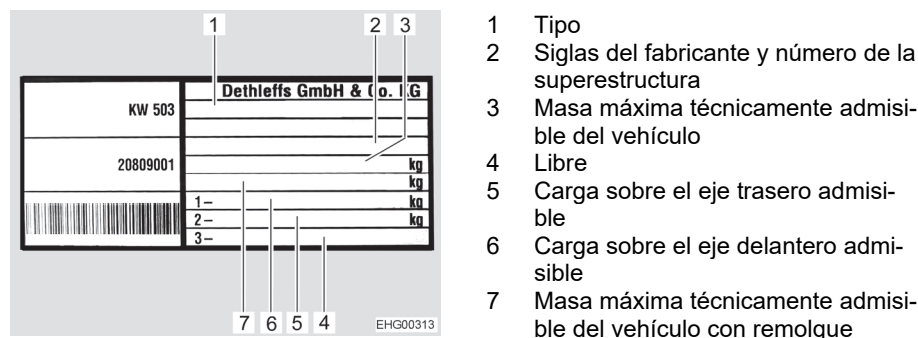 1 2 3
Dethleffs GmbH & Co. KG
KW 503
20809001
kg
kg
1– kg
2– kg
3–
7 6 5 4
EHG00313
1 Tipo
2 Siglas del fabricante y número de la
superestructura
3 Masa máxima técnicamente admisi-
ble del vehículo
4 Libre
5 Carga sobre el eje trasero admisi-
ble
6 Carga sobre el eje delantero admi-
sible
7 Masa máxima técnicamente admisi-
ble del vehículo con remolque